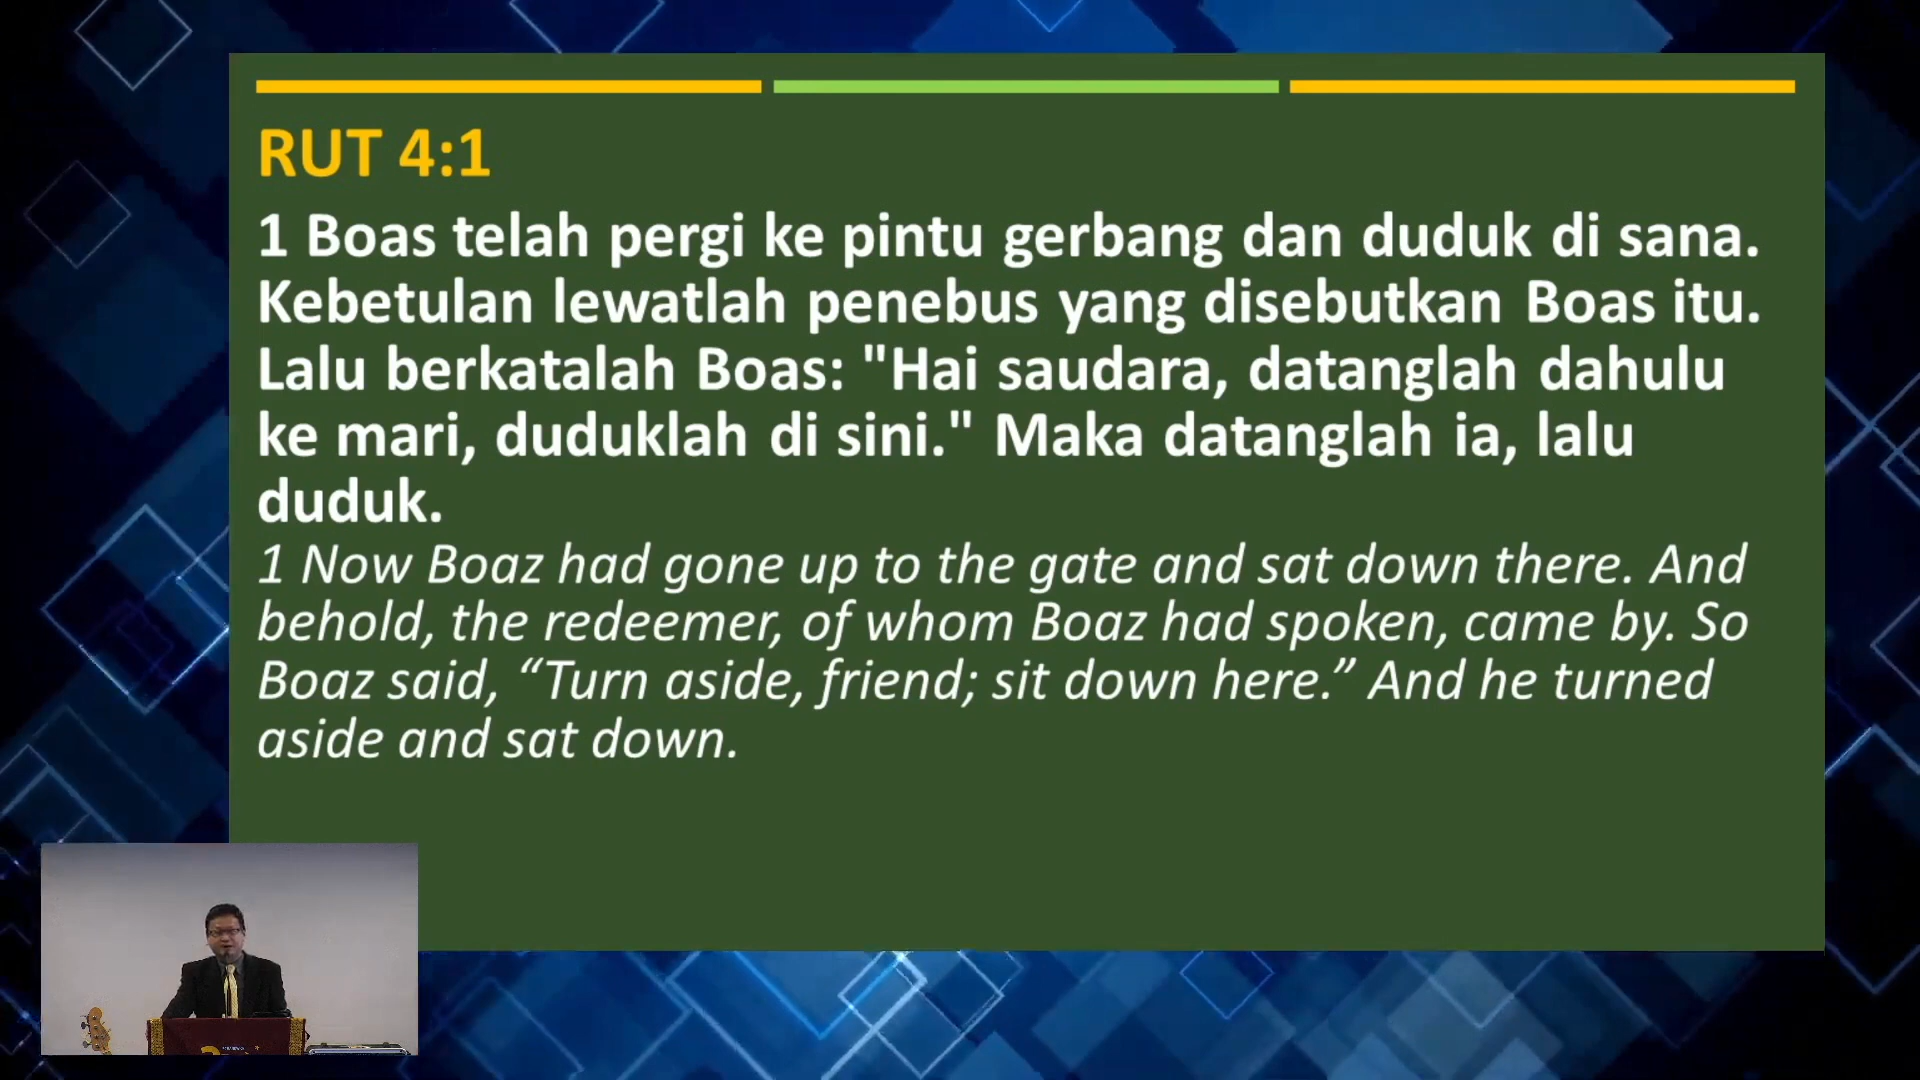 RUT 4:1
1 Boas telah pergi ke pintu gerbang dan duduk di sana.
Kebetulan lewatlah penebus yang disebutkan Boas itu.
Lalu berkatalah Boas: "Hai saudara, datanglah dahulu
ke mari, duduklah di sini." Maka datanglah ia, lalu
duduk.
1 Now Boaz had gone up to the gate and sat down there. And
behold, the redeemer, of whom Boaz had spoken, came by. So
Boaz said, “Turn aside, friend; sit down here.” And he turned
aside and sat down.